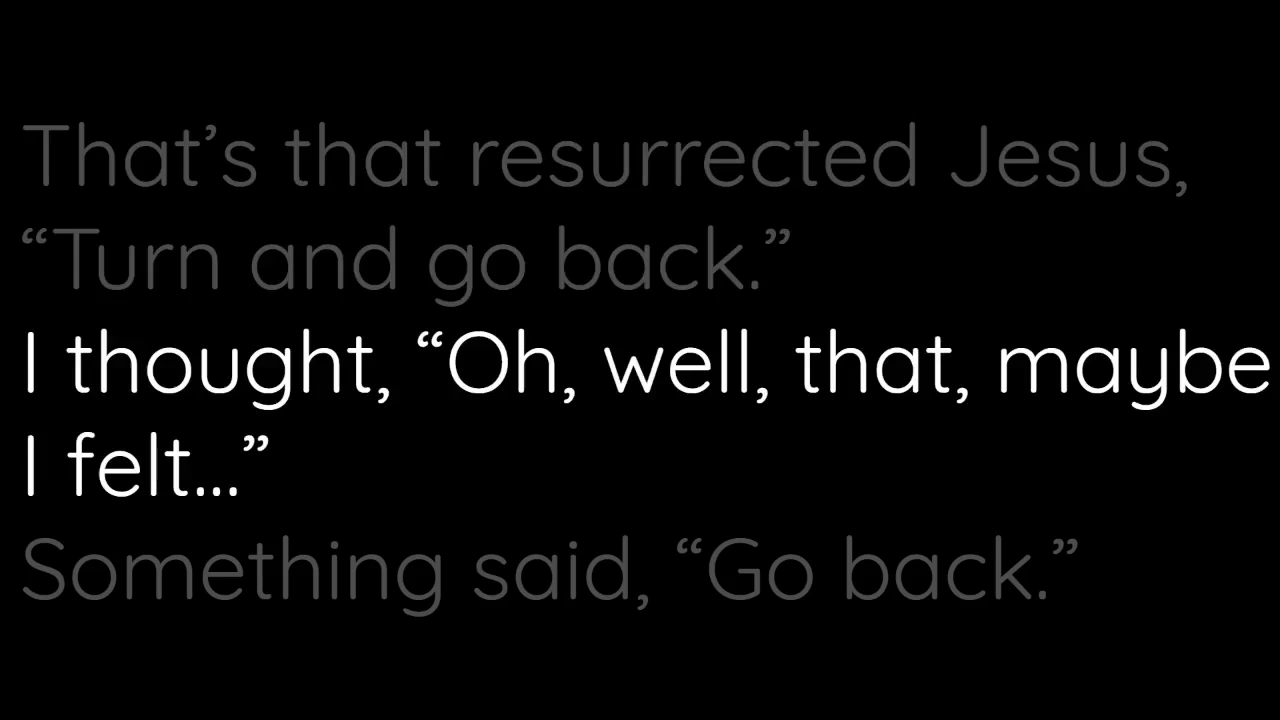 That’s that resurrected Jesus,
“Turn and go back.”
I thought, “Oh, well, that, maybe
I felt...”
Something said, “Go back.”